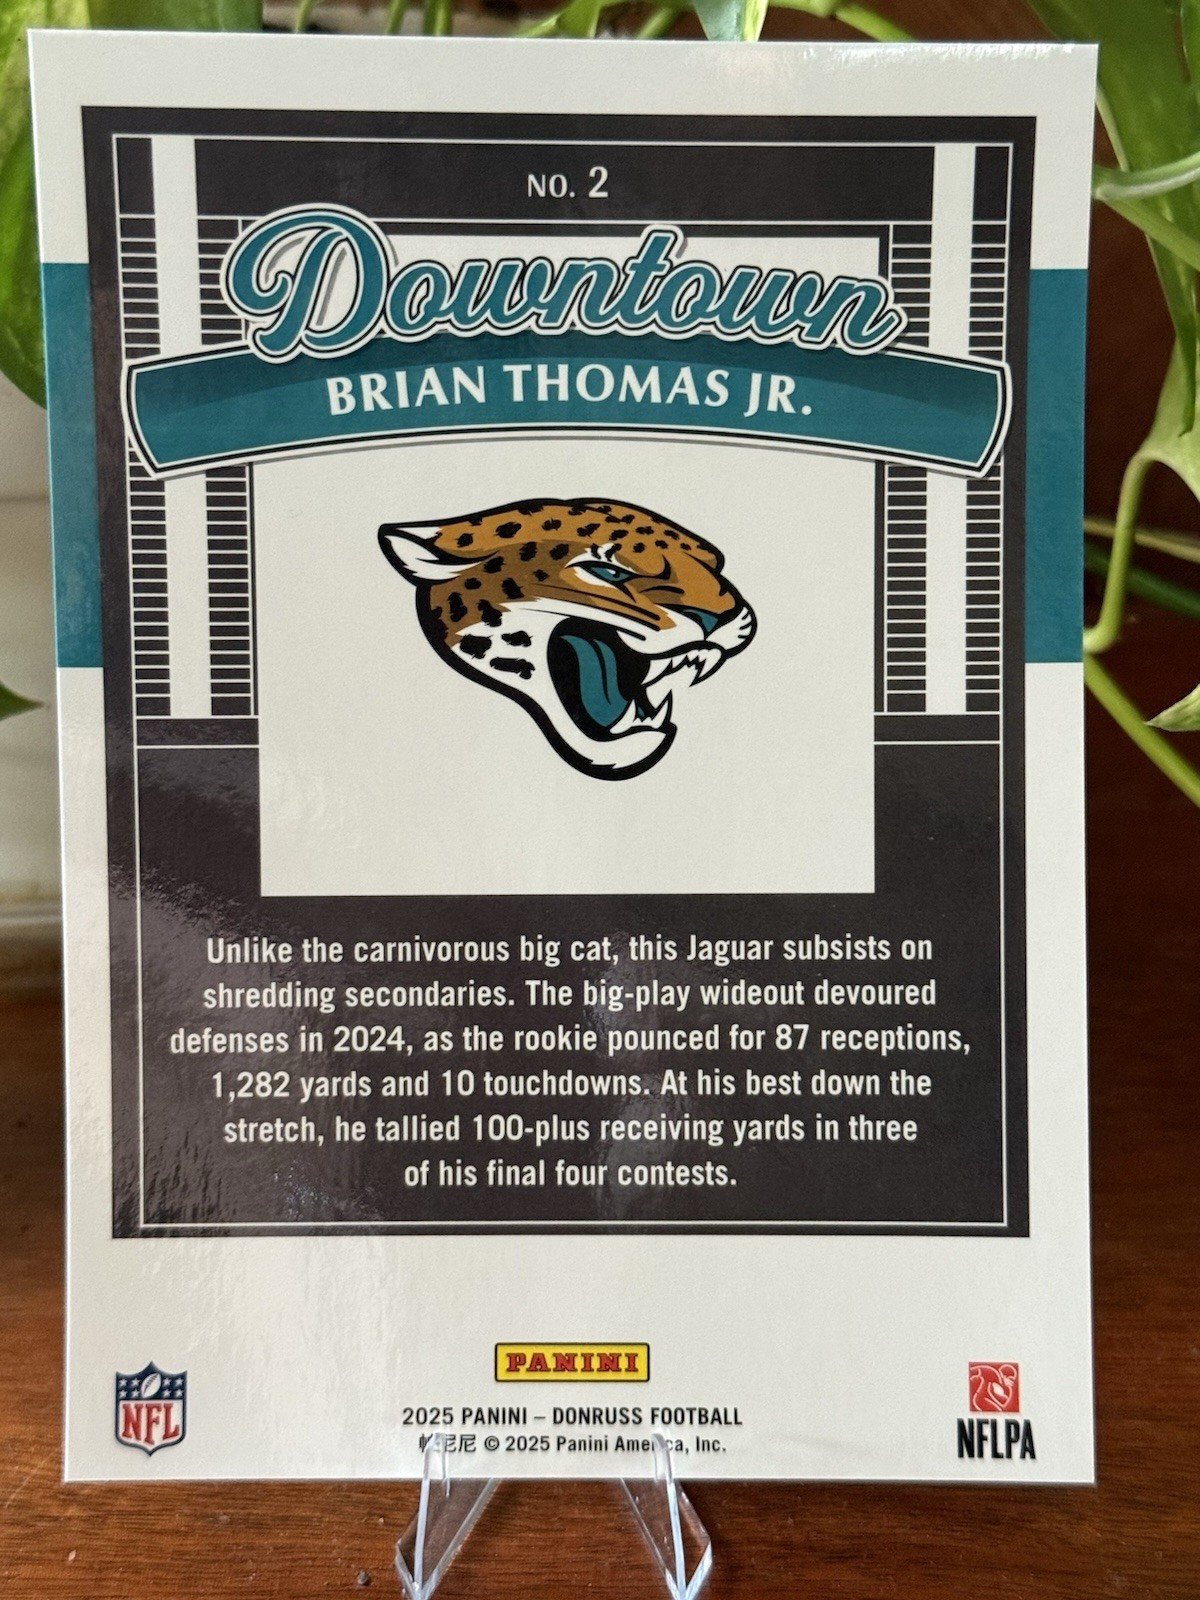 NO. 2
Downtown
BRIAN THOMAS JR.
Unlike the carnivorous big cat, this Jaguar subsists on
shredding secondaries. The big-play wideout devoured
defenses in 2024, as the rookie pounced for 87 receptions,
1,282 yards and 10 touchdowns. At his best down the
stretch, he tallied 100-plus receiving yards in three
of his final four contests.
PANINI
NFL
2025 PANINI – DONRUSS FOOTBALL
帕尼尼 © 2025 Panini America, Inc.
NFLPA